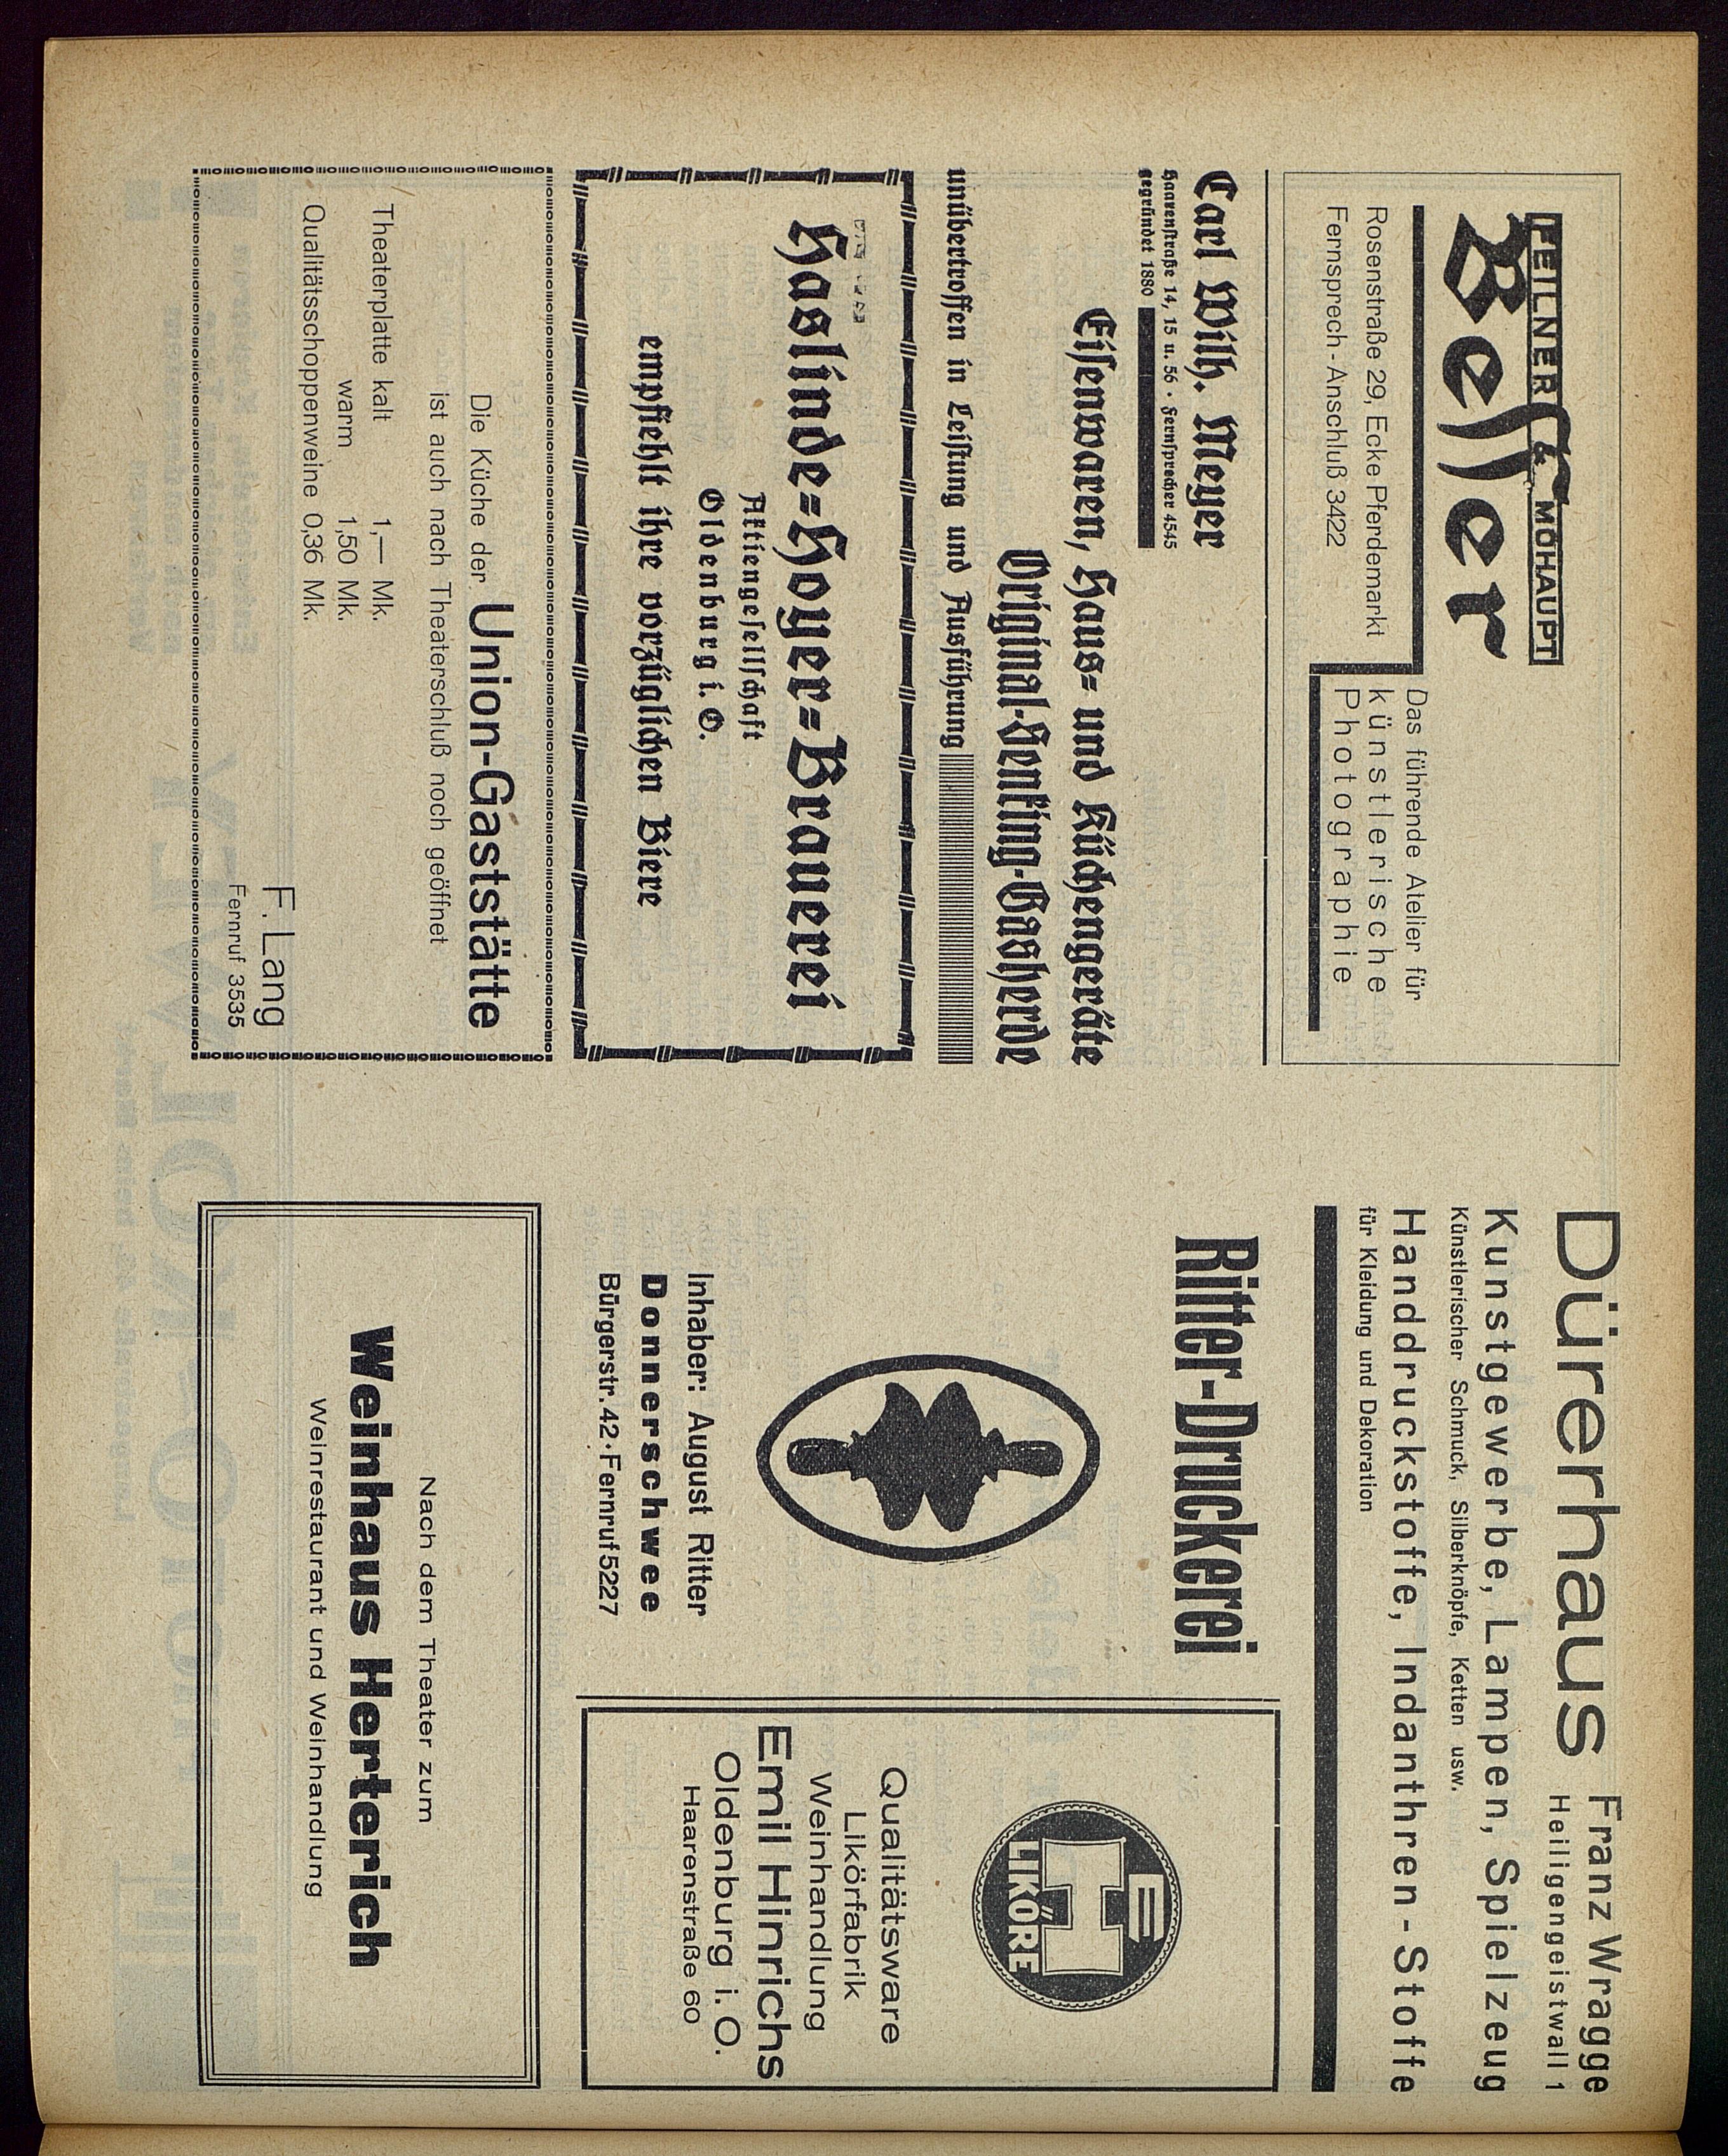 TEILNER & MOHAUPT
Besser
Rosenstraße 29, Ecke Pferdemarkt
Fernsprech-Anschluß 3422
Das führende Atelier für
künstlerische
Photographie
Carl Wilh. Meyer
Haarenstraße 14, 15 u. 56 · Fernsprecher 4545
gegründet 1880
Eisenwaren, Haus- und Küchengeräte
Original-Senking-Gasherde
unübertroffen in Leistung und Ausführung
Haslinde-Hoyer-Brauerei
Aktiengesellschaft
Oldenburg i. O.
empfiehlt ihre vorzüglichen Biere
Die Küche der Union-Gaststätte
ist auch nach Theaterschluß noch geöffnet
Theaterplatte kalt 1,— Mk.
warm 1,50 Mk.
Qualitätsschoppenweine 0,36 Mk.
F. Lang
Fernruf 3535
Dürerhaus Franz Wragge
Heiligengeistwall 1
Kunstgewerbe, Lampen, Spielzeug
Künstlerischer Schmuck, Silberknöpfe, Ketten usw.
Handdruckstoffe, Indanthren-Stoffe
für Kleidung und Dekoration
Ritter-Druckerei
Inhaber: August Ritter
Donnerschwee
Bürgerstr. 42 · Fernruf 5227
E
H
LIKÖRE
Qualitätsware
Likörfabrik
Weinhandlung
Emil Hinrichs
Oldenburg i. O.
Haarenstraße 60
Nach dem Theater zum
Weinhaus Herterich
Weinrestaurant und Weinhandlung